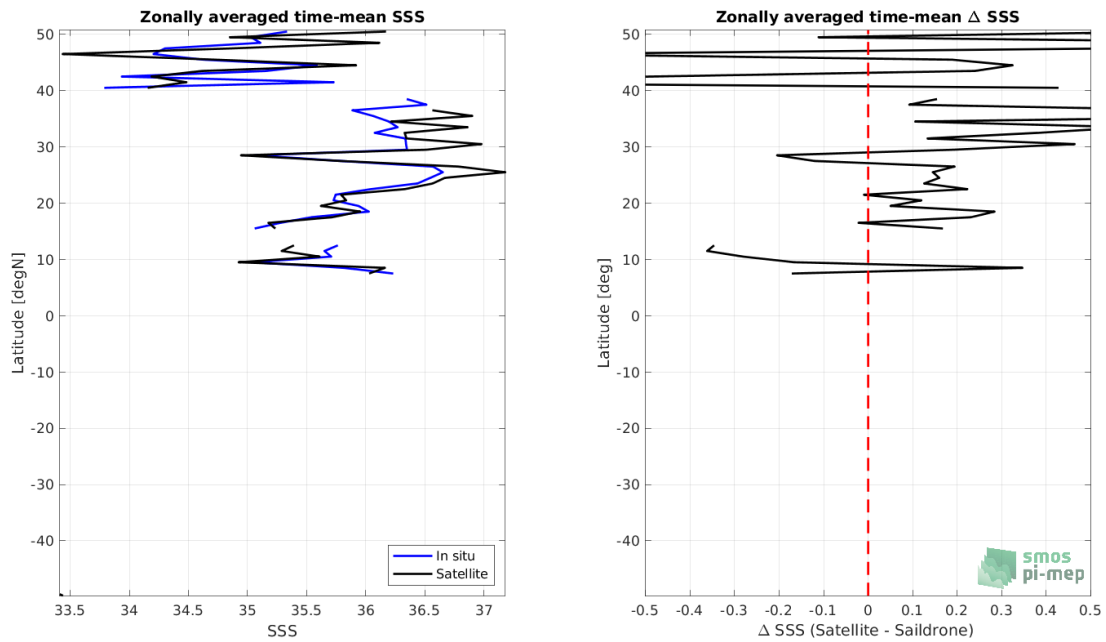 Zonally averaged time-mean SSS
50
40
30
20
10
0
-10
-20
-30
-40
Latitude [degN]
33.5 34 34.5 35 35.5 36 36.5 37
SSS
In situ
Satellite
Zonally averaged time-mean Δ SSS
50
40
30
20
10
0
-10
-20
-30
-40
Latitude [deg]
-0.5 -0.4 -0.3 -0.2 -0.1 0 0.1 0.2 0.3 0.4 0.5
Δ SSS (Satellite - Saildrone)
smos
pi-mep